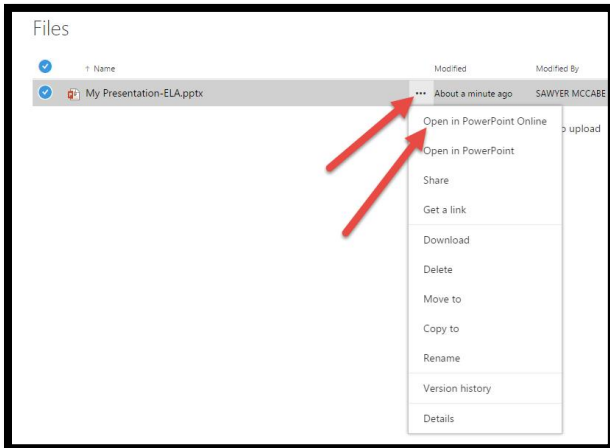 Files
↑ Name Modified Modified By
My Presentation-ELA.pptx ••• About a minute ago SAWYER MCCABE
Open in PowerPoint Online
o upload
Open in PowerPoint
Share
Get a link
Download
Delete
Move to
Copy to
Rename
Version history
Details